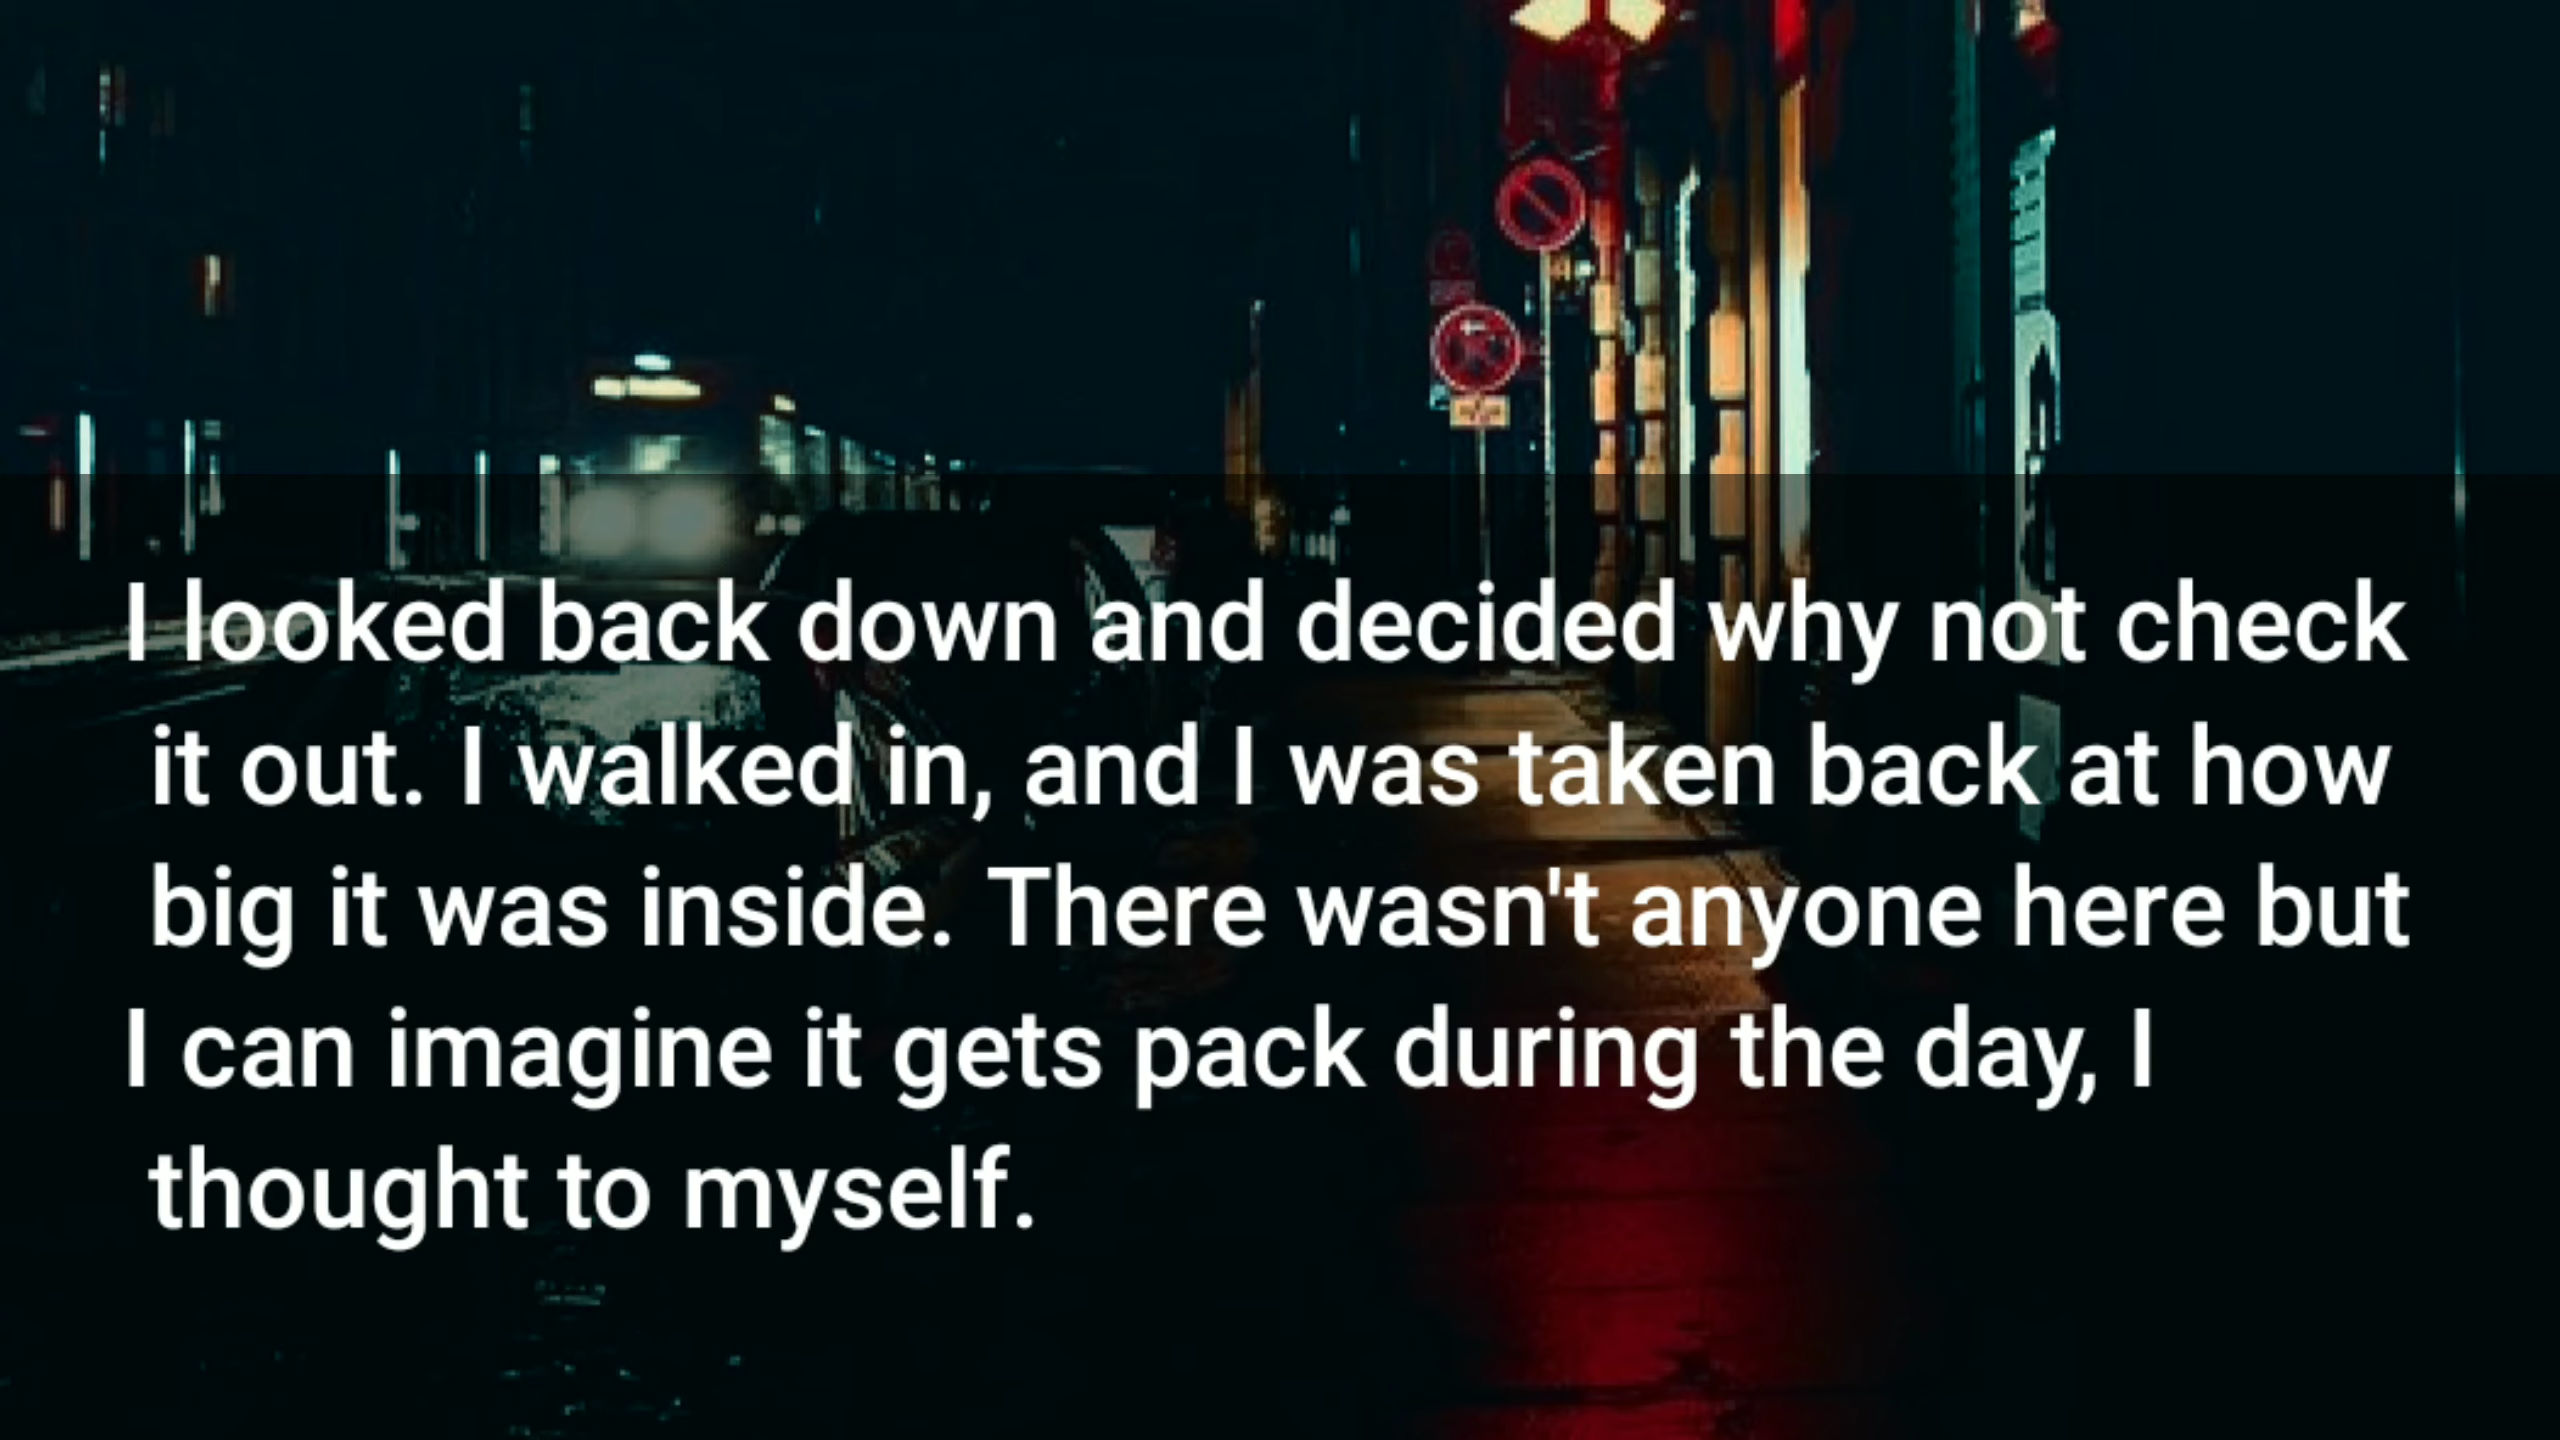 I looked back down and decided why not check
it out. I walked in, and I was taken back at how
big it was inside. There wasn't anyone here but
I can imagine it gets pack during the day, I
thought to myself.